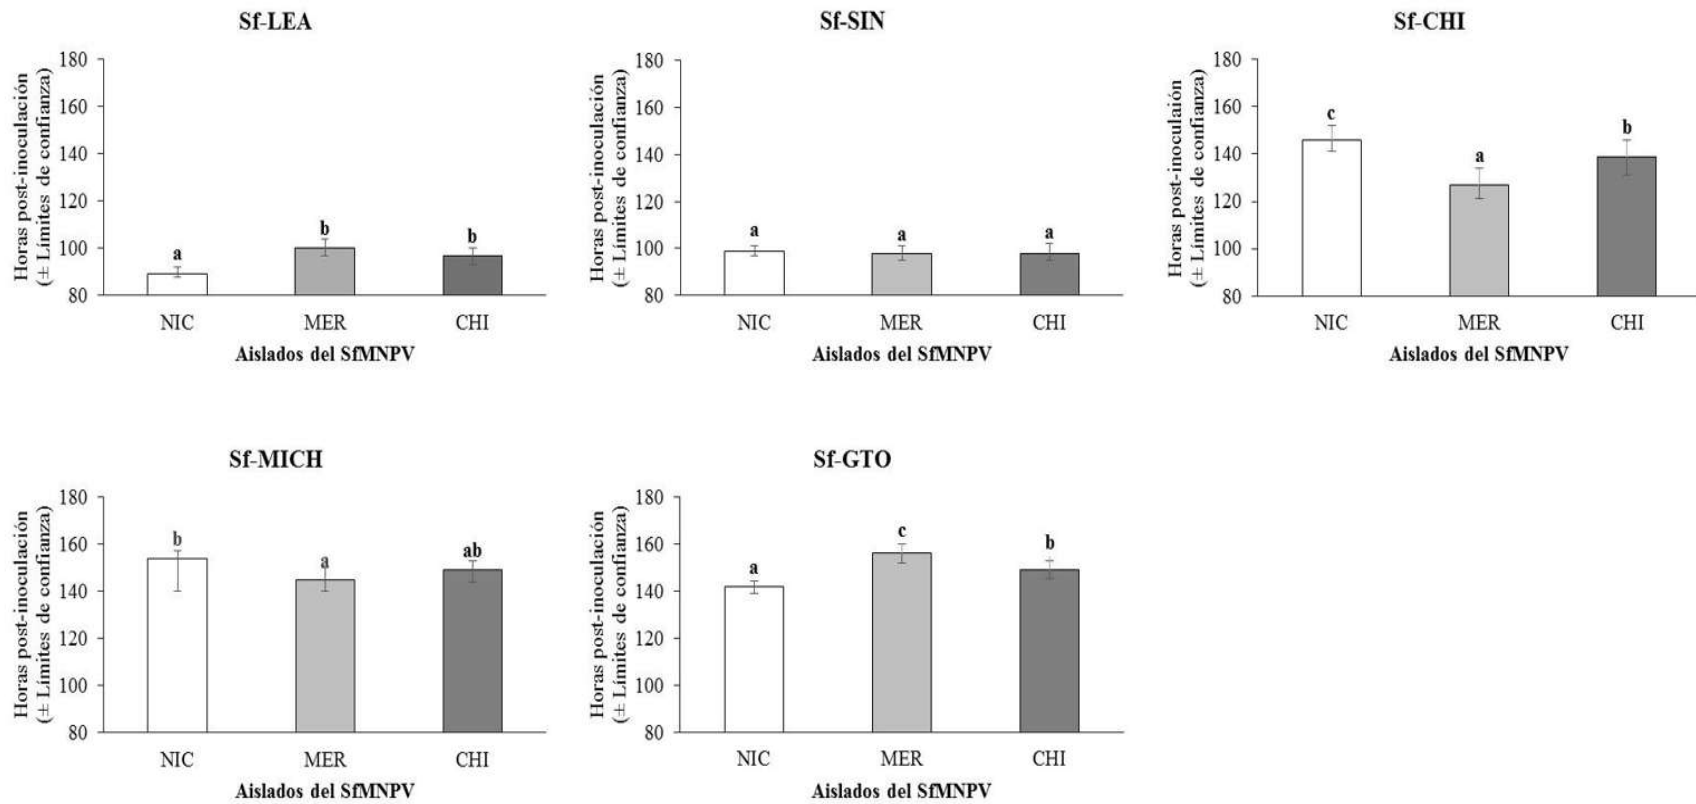 Sf-LEA
Horas post-inoculación
(± Límites de confianza)
180
160
140
120
100
80
a
b
b
NIC
MER
CHI
Aislados del SfMNPV
Sf-SIN
Horas post-inoculación
(± Límites de confianza)
180
160
140
120
100
80
a
a
a
NIC
MER
CHI
Aislados del SfMNPV
Sf-CHI
Horas post-inoculaión
(± Límites de confianza)
180
160
140
120
100
80
c
a
b
NIC
MER
CHI
Aislados del SfMNPV
Sf-MICH
Horas post-inoculación
(± Límites de confianza)
180
160
140
120
100
80
b
a
ab
NIC
MER
CHI
Aislados del SfMNPV
Sf-GTO
Horas post-inoculación
(± Límites de confianza)
180
160
140
120
100
80
a
c
b
NIC
MER
CHI
Aislados del SfMNPV